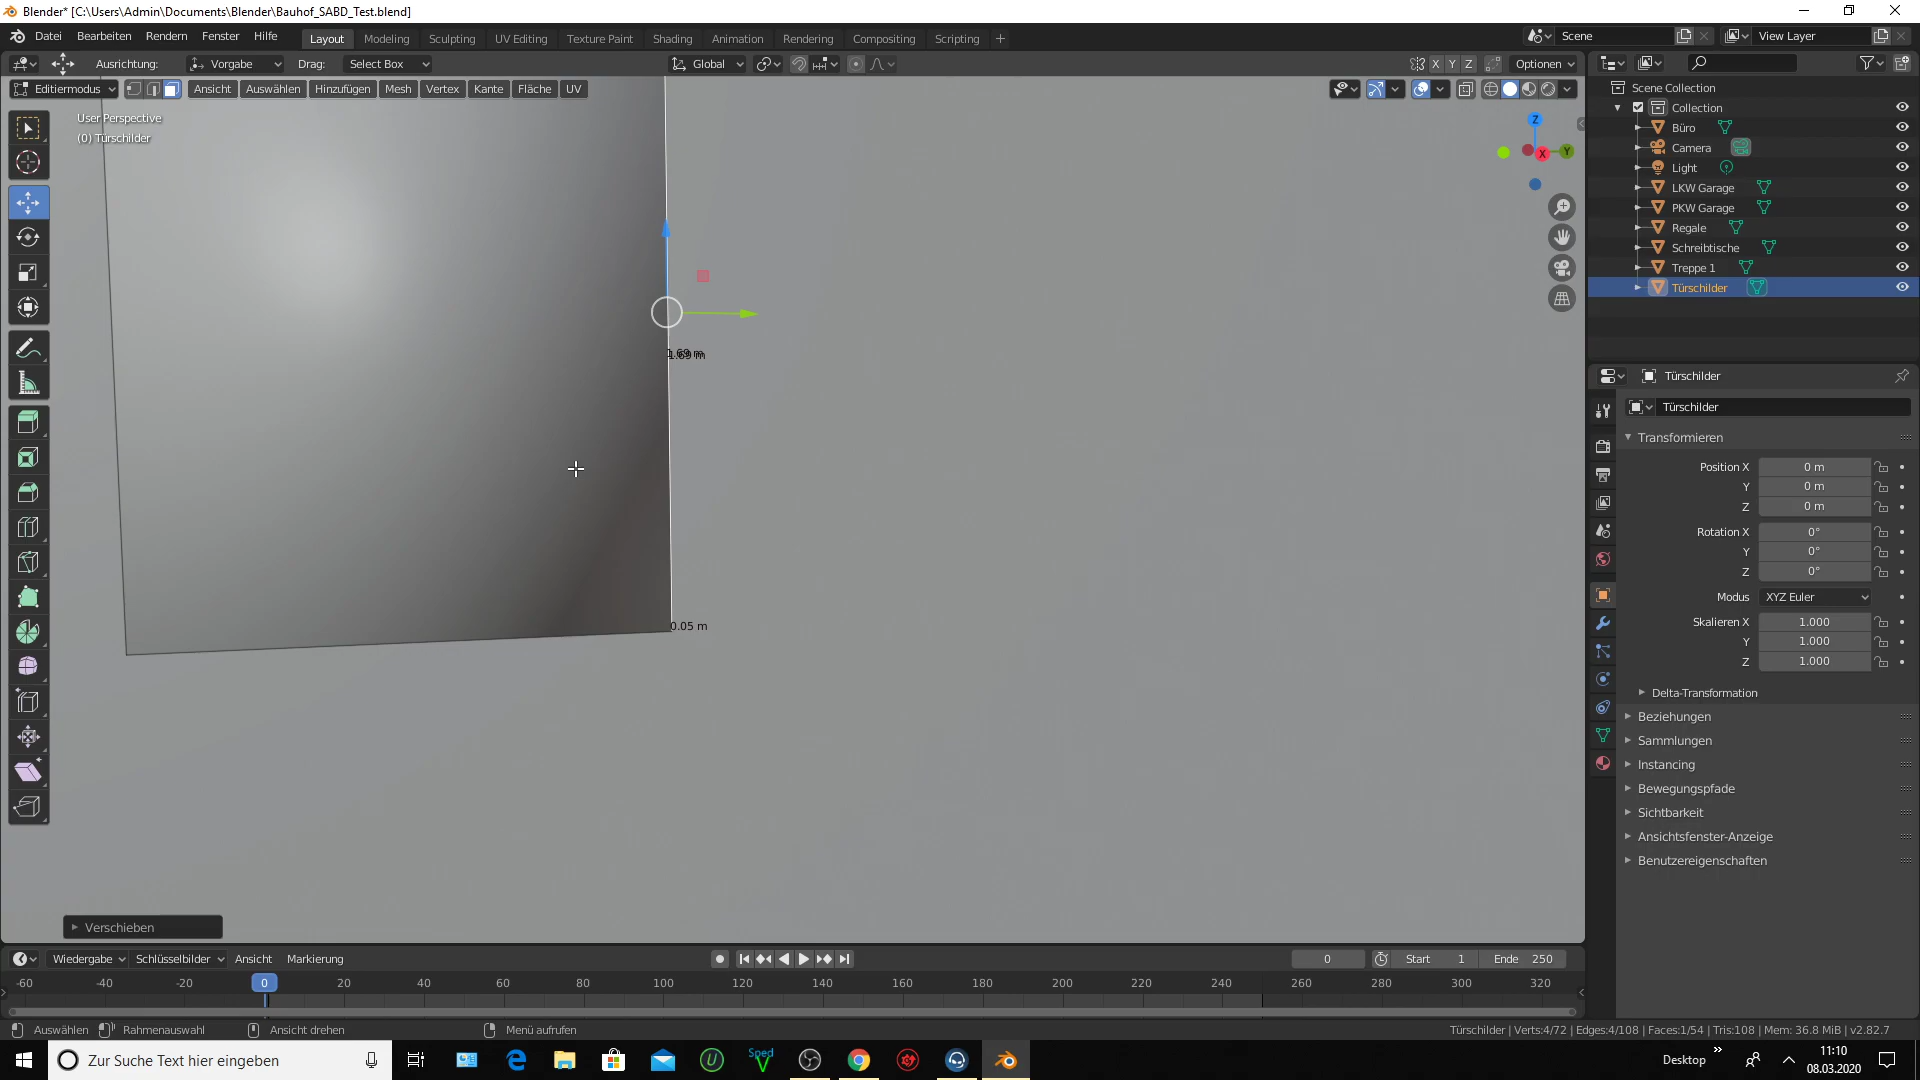 Blender* [C:\Users\Admin\Documents\Blender\Bauhof_SABD_Test.blend]
Datei Bearbeiten Rendern Fenster Hilfe Layout Modeling Sculpting UV Editing Texture Paint Shading Animation Rendering Compositing Scripting + Scene View Layer
Ausrichtung: Vorgabe Drag: Select Box Global X Y Z Optionen
Editiermodus Ansicht Auswählen Hinzufügen Mesh Vertex Kante Fläche UV
User Perspective
(0) Türschilder
Z
X
Y
1.69 m
0.05 m
Verschieben
Scene Collection
Collection
Büro
Camera
Light
LKW Garage
PKW Garage
Regale
Schreibtische
Treppe 1
Türschilder
Türschilder
Türschilder
Transformieren
Position X 0 m
Y 0 m
Z 0 m
Rotation X 0°
Y 0°
Z 0°
Modus XYZ Euler
Skalieren X 1.000
Y 1.000
Z 1.000
Delta-Transformation
Beziehungen
Sammlungen
Instancing
Bewegungspfade
Sichtbarkeit
Ansichtsfenster-Anzeige
Benutzereigenschaften
Wiedergabe Schlüsselbilder Ansicht Markierung 0 Start 1 Ende 250
-60 -40 -20 0 20 40 60 80 100 120 140 160 180 200 220 240 260 280 300 320
Auswählen Rahmenauswahl Ansicht drehen Menü aufrufen Türschilder | Verts:4/72 | Edges:4/108 | Faces:1/54 | Tris:108 | Mem: 36.8 MiB | v2.82.7
Zur Suche Text hier eingeben Sped V Desktop » 11:10
08.03.2020